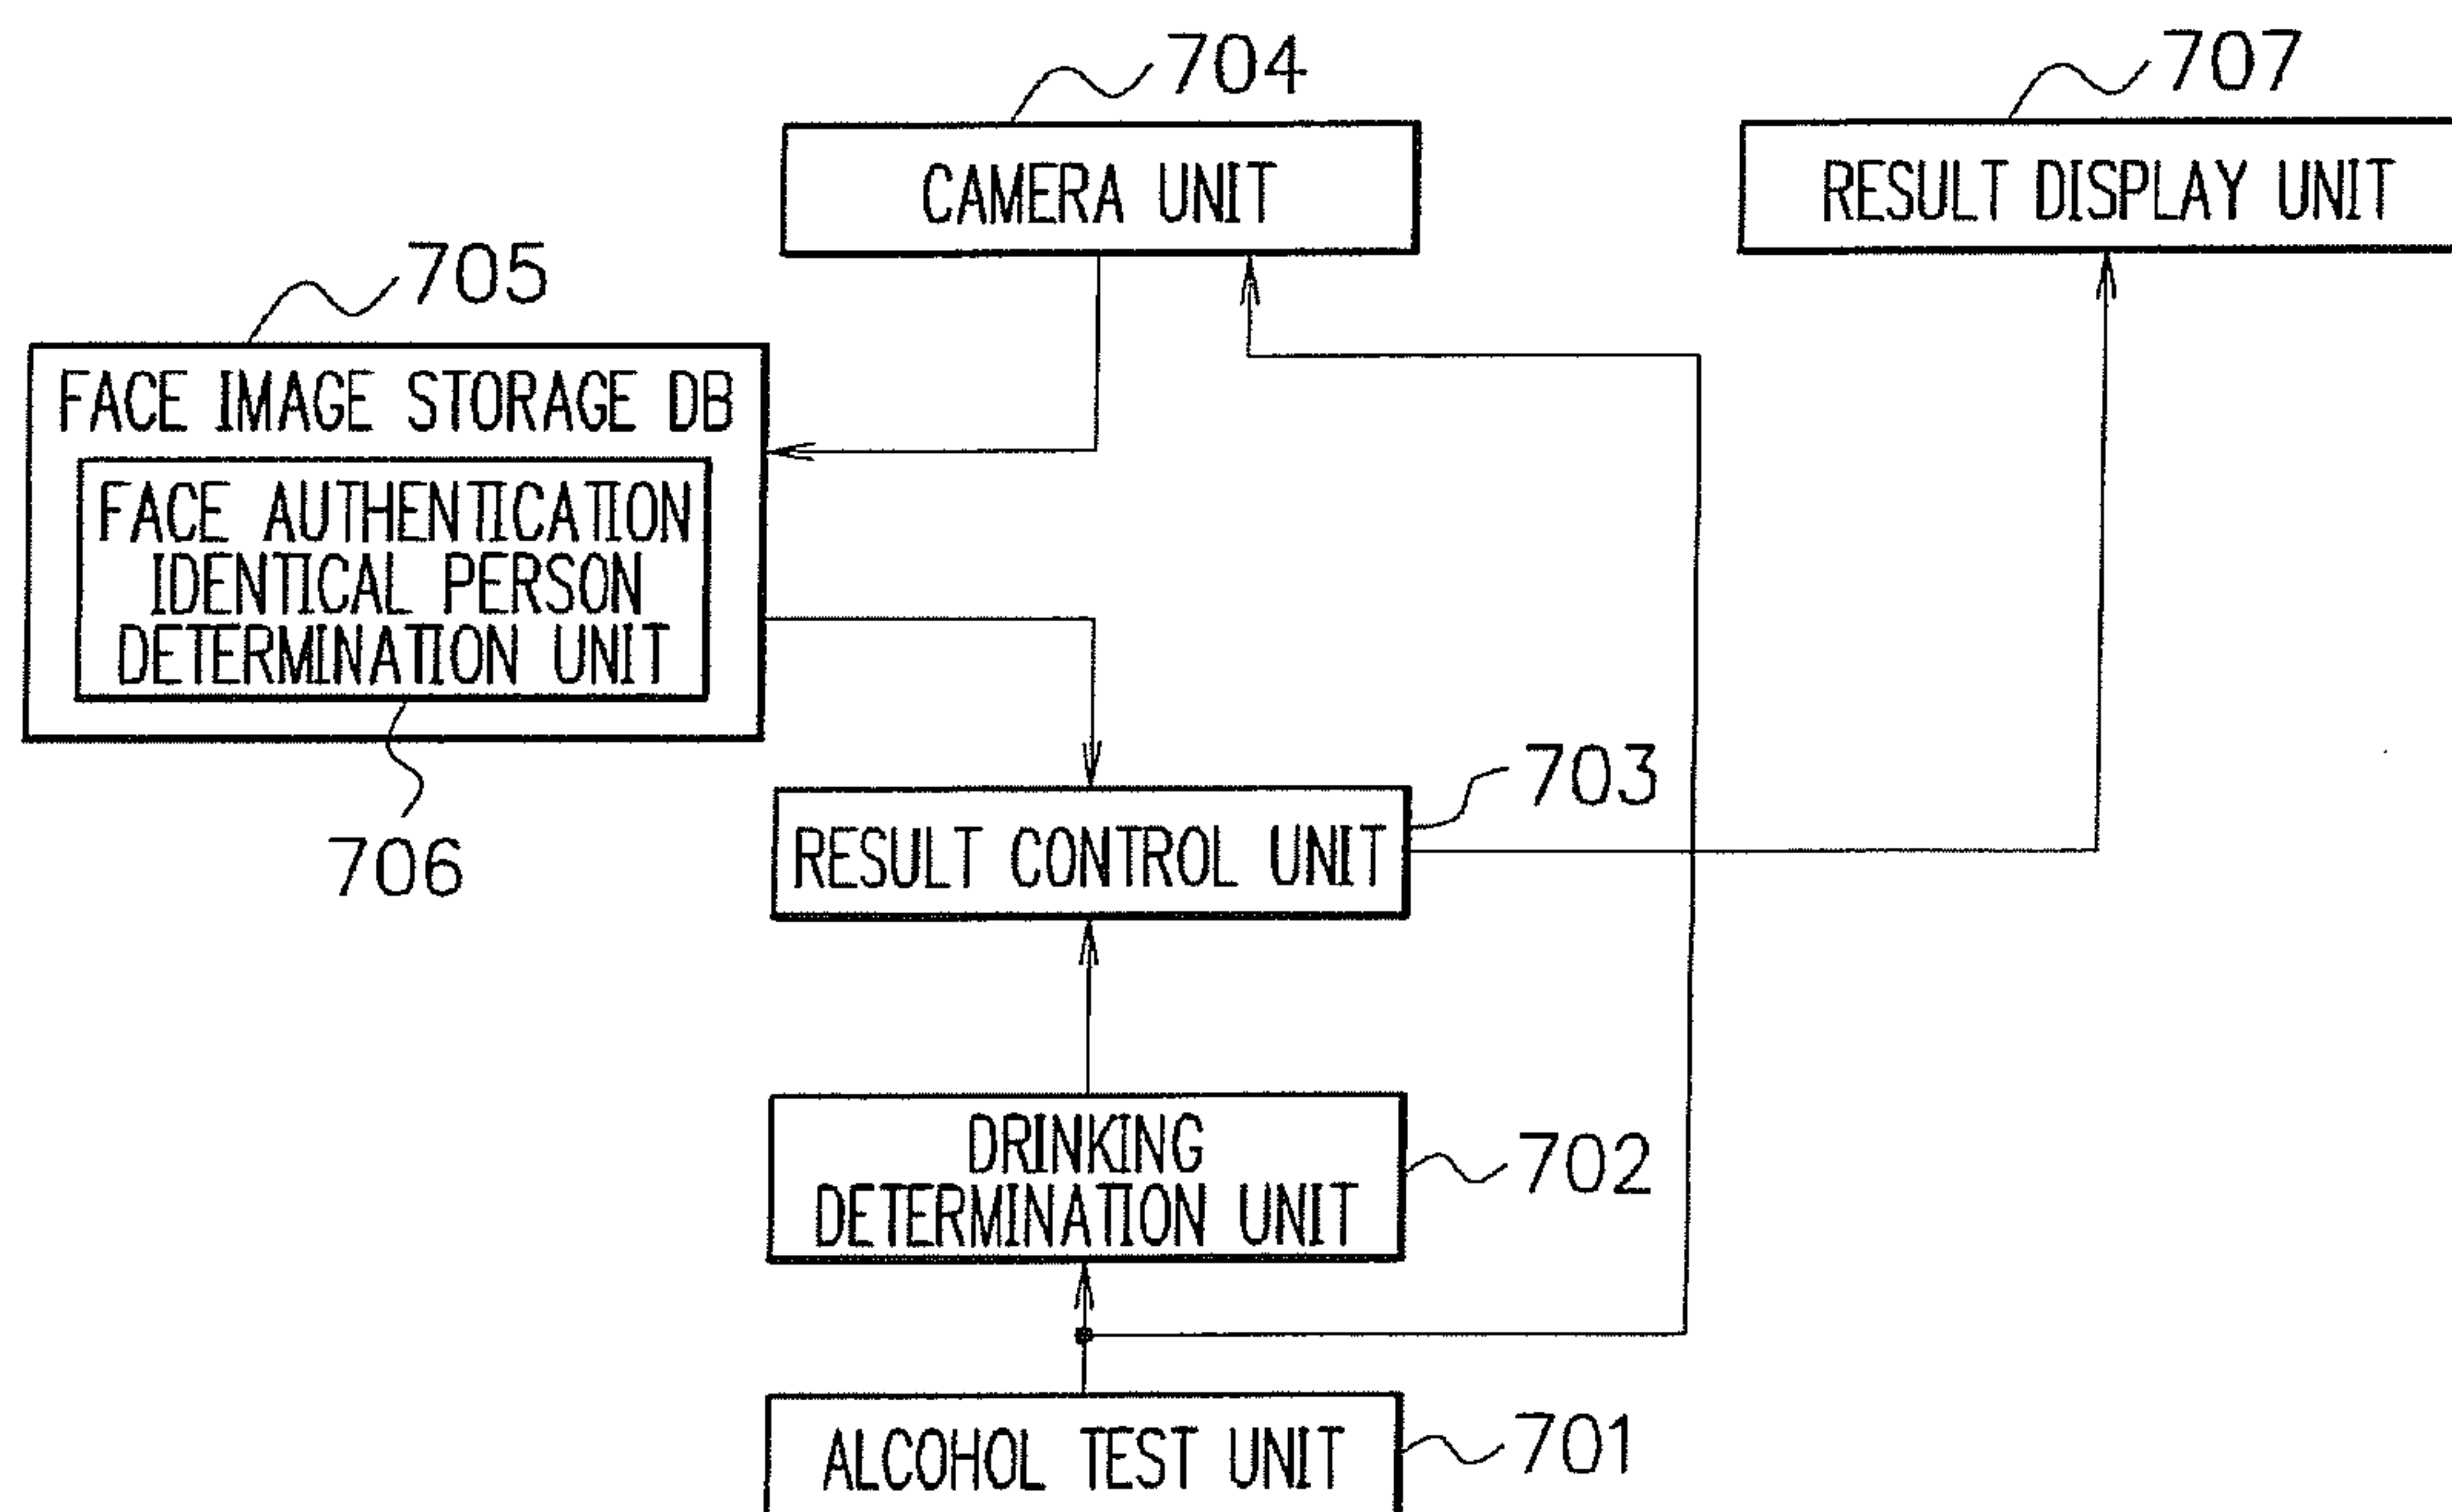 704
CAMERA UNIT
707
RESULT DISPLAY UNIT
705
FACE IMAGE STORAGE DB
FACE AUTHENTICATION
IDENTICAL PERSON
DETERMINATION UNIT
706
703
RESULT CONTROL UNIT
702
DRINKING
DETERMINATION UNIT
701
ALCOHOL TEST UNIT